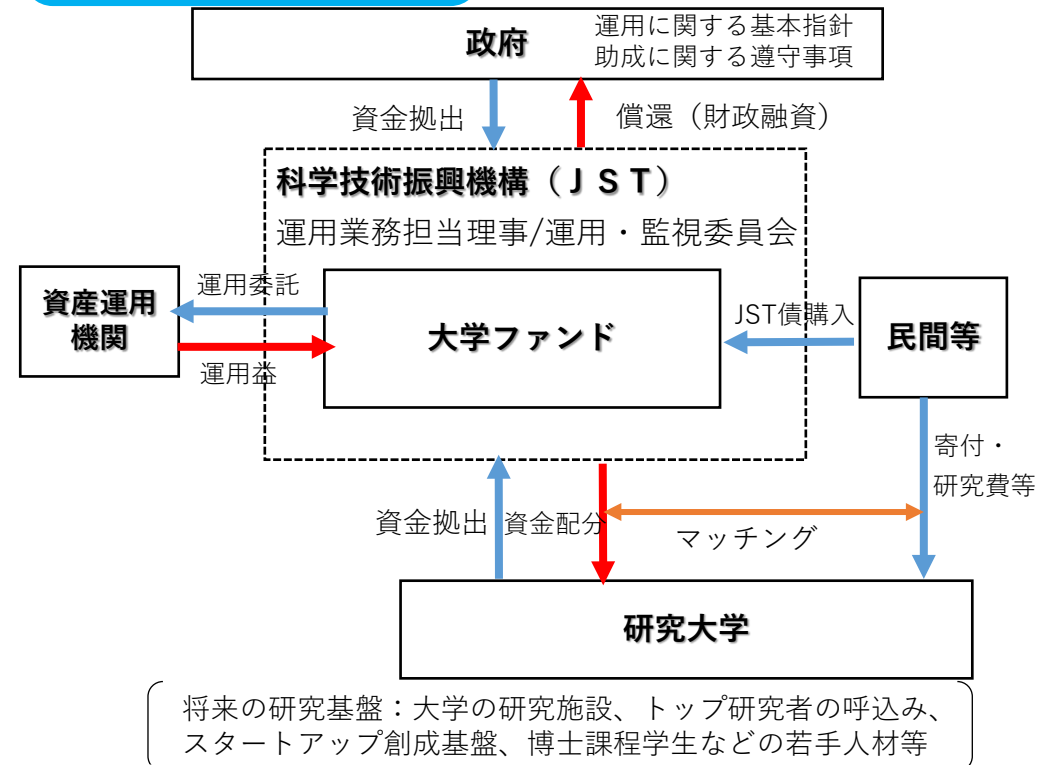 政府
運用に関する基本指針
助成に関する遵守事項
資金拠出
償還（財政融資）
科学技術振興機構（ＪＳＴ）
運用業務担当理事/運用・監視委員会
資産運用
機関
運用委託
運用益
大学ファンド
JST債購入
民間等
寄付・
研究費等
資金拠出
資金配分
マッチング
研究大学
将来の研究基盤：大学の研究施設、トップ研究者の呼込み、
スタートアップ創成基盤、博士課程学生などの若手人材等